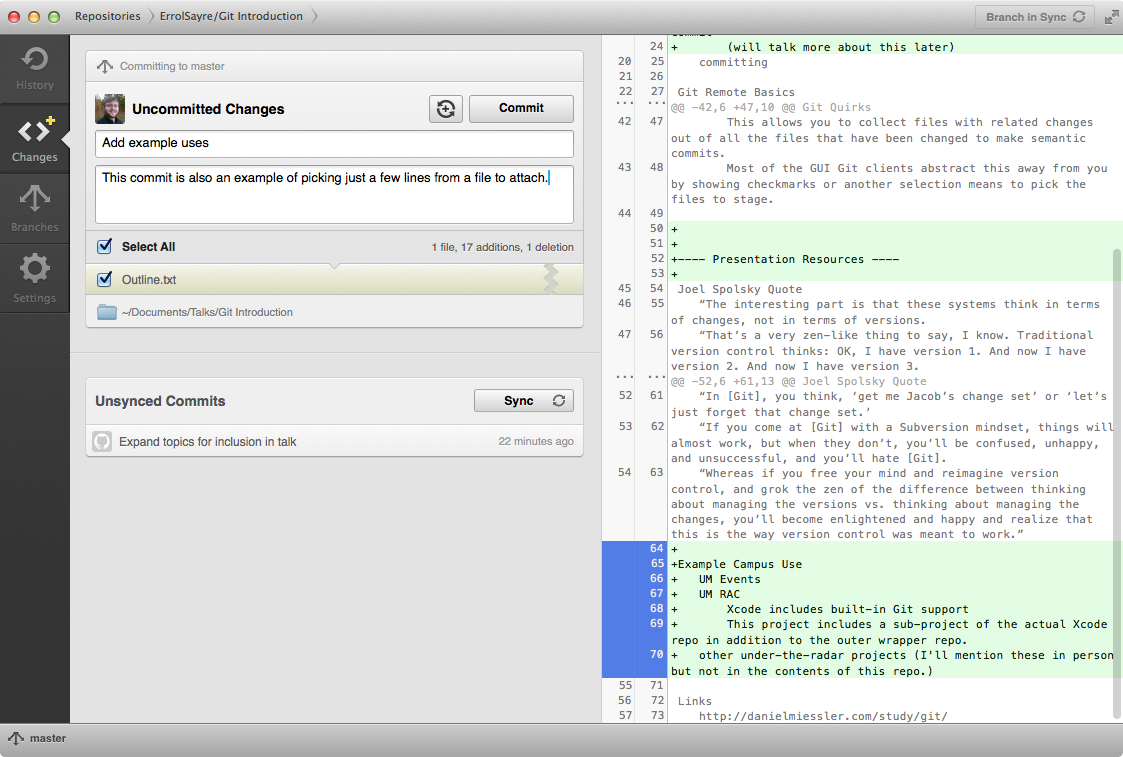 Repositories
ErrolSayre/Git Introduction
Branch in Sync
History
Changes
Branches
Settings
Committing to master
Uncommitted Changes
Commit
Add example uses
This commit is also an example of picking just a few lines from a file to attach.
Select All
1 file, 17 additions, 1 deletion
Outline.txt
~/Documents/Talks/Git Introduction
Unsynced Commits
Sync
Expand topics for inclusion in talk
22 minutes ago
24 +       (will talk more about this later)
20 25    committing
21 26
22 27 Git Remote Basics
... ... @@ -42,6 +47,10 @@ Git Quirks
42 47        This allows you to collect files with related changes
out of all the files that have been changed to make semantic
commits.
43 48        Most of the GUI Git clients abstract this away from you
by showing checkmarks or another selection means to pick the
files to stage.
44 49
50 +
51 +
52 +---- Presentation Resources ----
53 +
45 54 Joel Spolsky Quote
46 55    “The interesting part is that these systems think in terms
of changes, not in terms of versions.
47 56    “That’s a very zen-like thing to say, I know. Traditional
version control thinks: OK, I have version 1. And now I have
version 2. And now I have version 3.
... ... @@ -52,6 +61,13 @@ Joel Spolsky Quote
52 61    “In [Git], you think, ‘get me Jacob’s change set’ or ‘let’s
just forget that change set.’
53 62    “If you come at [Git] with a Subversion mindset, things will
almost work, but when they don’t, you’ll be confused, unhappy,
and unsuccessful, and you’ll hate [Git].
54 63    “Whereas if you free your mind and reimagine version
control, and grok the zen of the difference between thinking
about managing the versions vs. thinking about managing the
changes, you’ll become enlightened and happy and realize that
this is the way version control was meant to work.”
64 +
65 +Example Campus Use
66 +   UM Events
67 +   UM RAC
68 +       Xcode includes built-in Git support
69 +       This project includes a sub-project of the actual Xcode
repo in addition to the outer wrapper repo.
70 +   other under-the-radar projects (I'll mention these in person
but not in the contents of this repo.)
55 71
56 72 Links
57 73    http://danielmiessler.com/study/git/
master